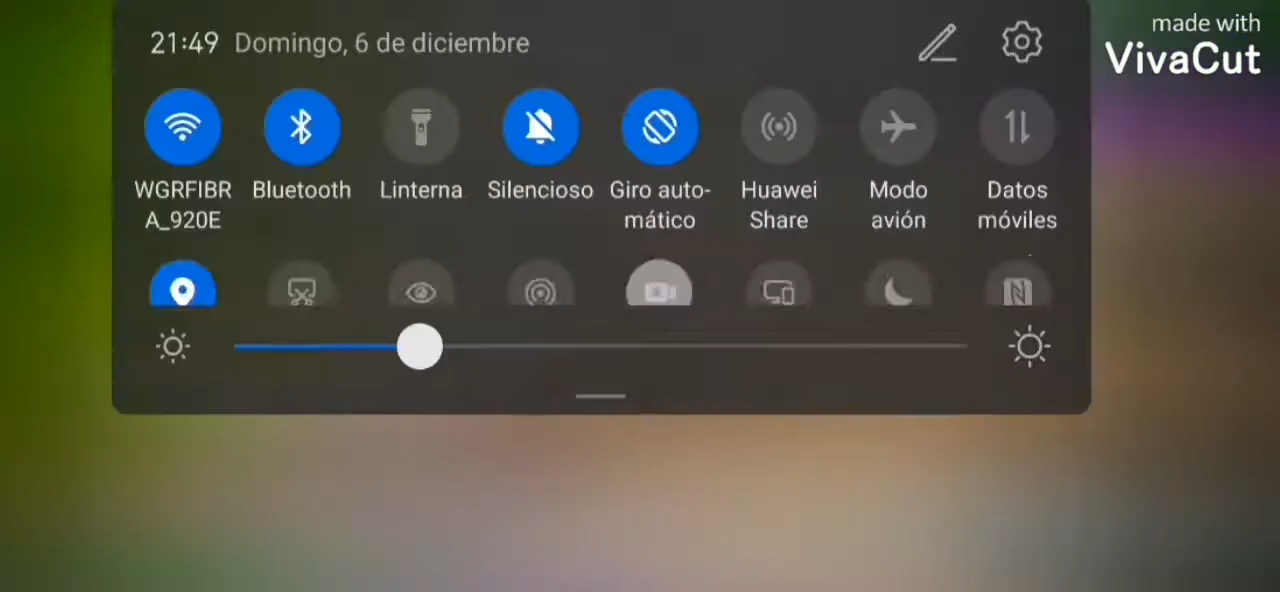 21:49 Domingo, 6 de diciembre
made with
VivaCut
WGRFIBR
A_920E
Bluetooth
Linterna
Silencioso
Giro auto-
mático
Huawei
Share
Modo
avión
Datos
móviles